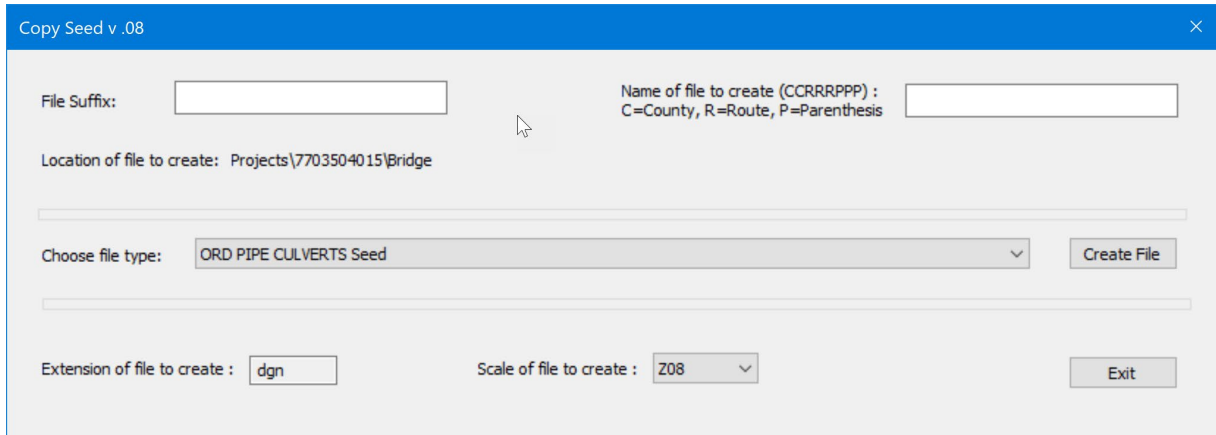 Copy Seed v .08
File Suffix:
Name of file to create (CCRRRPPP) :
C=County, R=Route, P=Parenthesis
Location of file to create: Projects\7703504015\Bridge
Choose file type: ORD PIPE CULVERTS Seed Create File
Extension of file to create : dgn Scale of file to create : Z08 Exit